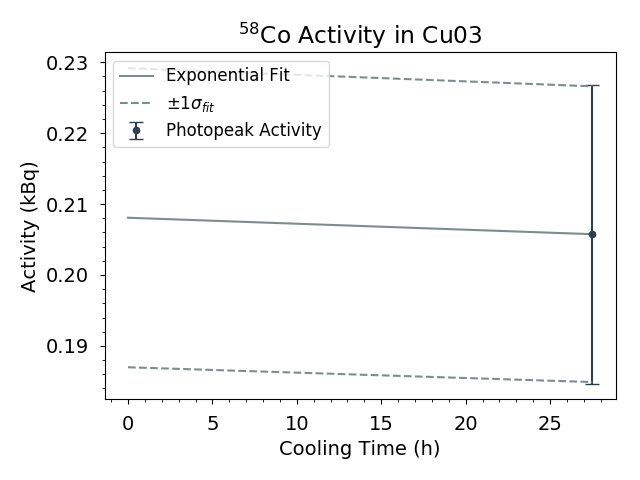 ⁵⁸Co Activity in Cu03
0.23
0.22
0.21
0.20
0.19
Activity (kBq)
Exponential Fit
±1σ_fit
Photopeak Activity
0 5 10 15 20 25
Cooling Time (h)